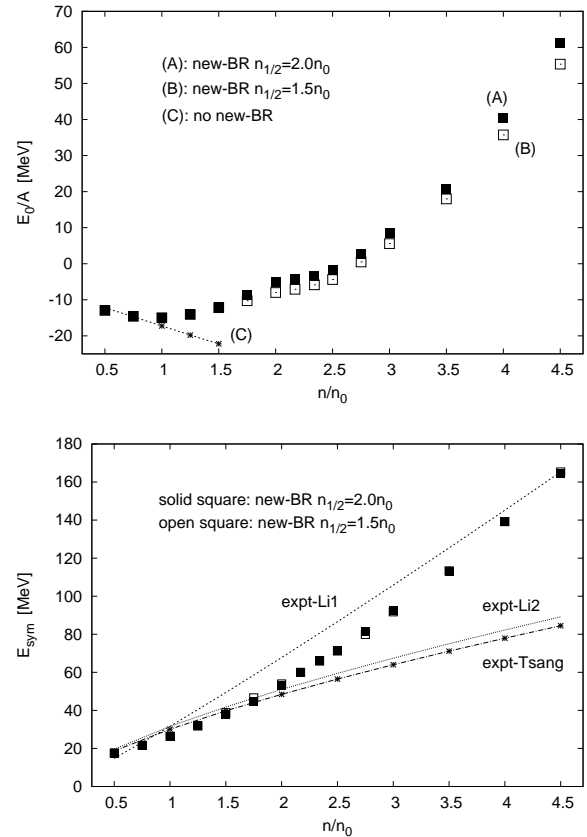 70
60
50
40
30
20
10
0
-10
-20
E₀/A [MeV]
(A): new-BR n₁/₂=2.0n₀
(B): new-BR n₁/₂=1.5n₀
(C): no new-BR
(A)
(B)
(C)
0.5 1 1.5 2 2.5 3 3.5 4 4.5
n/n₀
180
160
140
120
100
80
60
40
20
0
E_sym [MeV]
solid square: new-BR n₁/₂=2.0n₀
open square: new-BR n₁/₂=1.5n₀
expt-Li1
expt-Li2
expt-Tsang
0.5 1 1.5 2 2.5 3 3.5 4 4.5
n/n₀